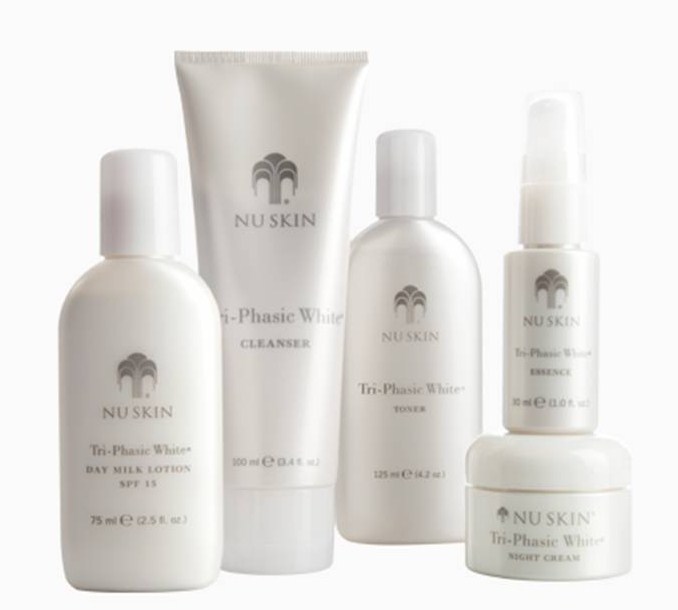 NU SKIN
Tri-Phasic White®
DAY MILK LOTION
SPF 15
75 ml ℮ (2.5 fl. oz.)
NU SKIN
ri-Phasic White®
CLEANSER
100 ml ℮ (3.4 fl. oz.)
NU SKIN
Tri-Phasic White®
TONER
125 ml ℮ (4.2 oz.)
NU SKIN
Tri-Phasic White®
ESSENCE
30 ml ℮ (1.0 fl. oz.)
NU SKIN®
Tri-Phasic White®
NIGHT CREAM